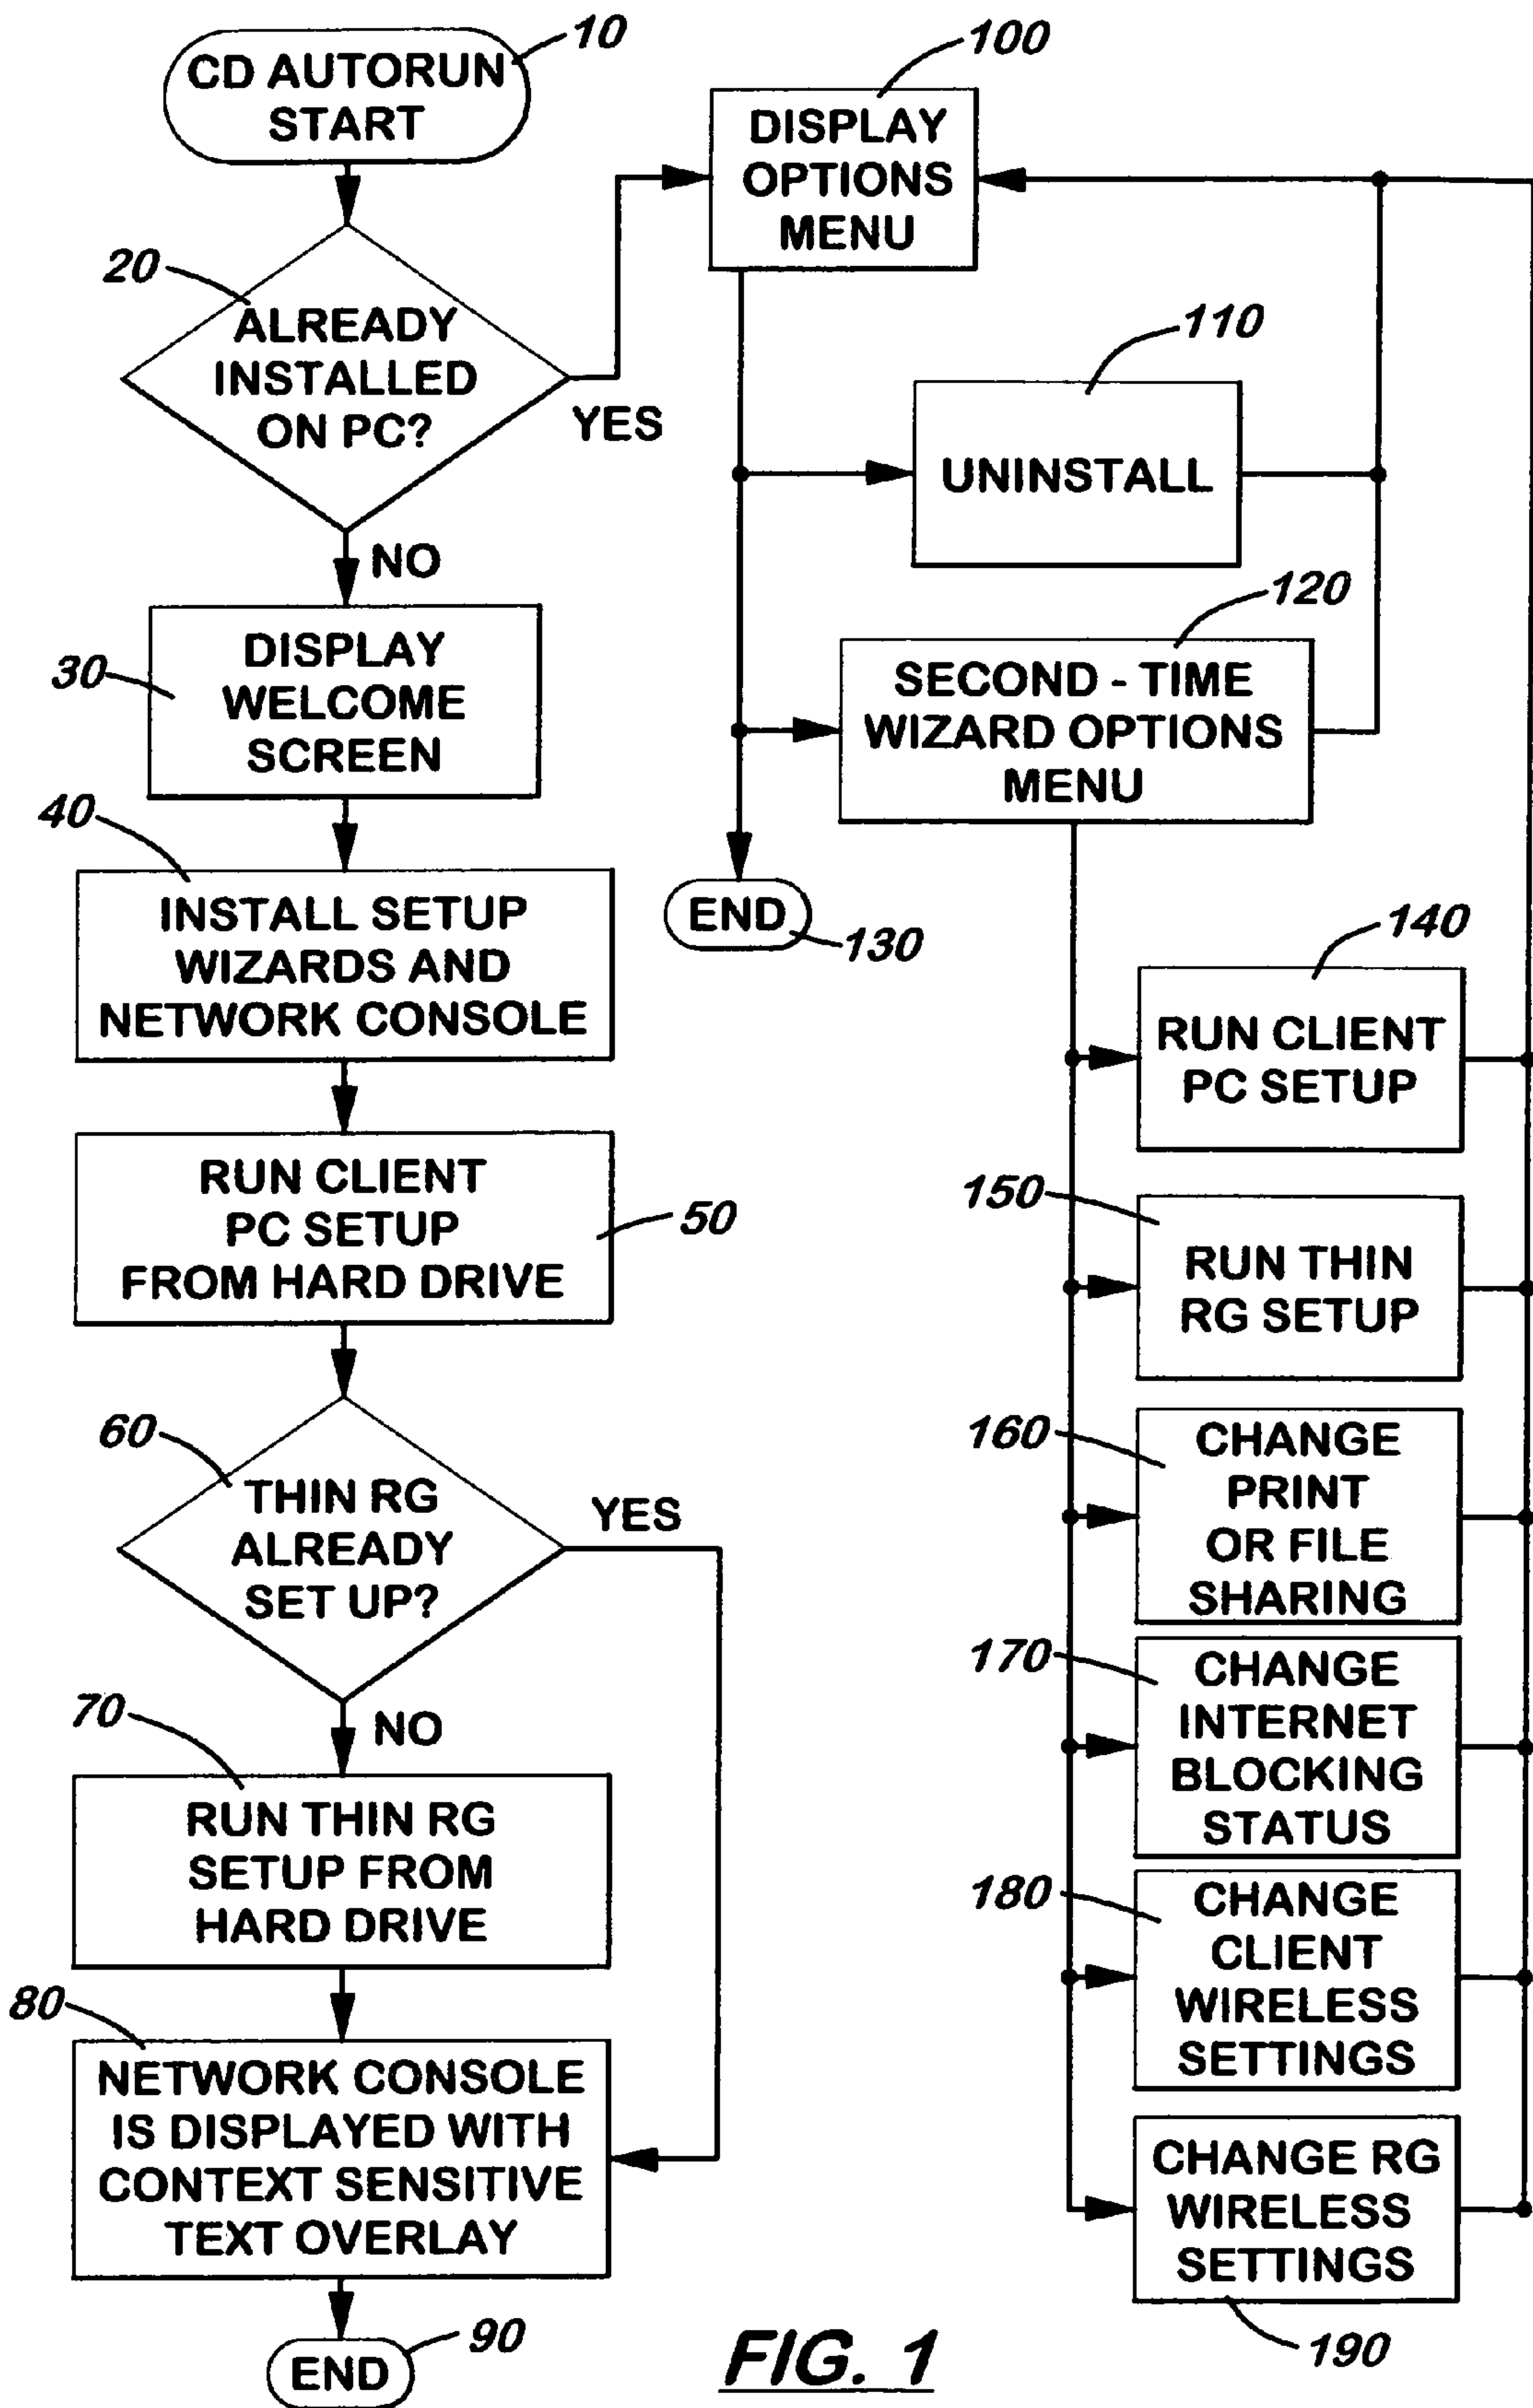 10
CD AUTORUN
START
20
ALREADY
INSTALLED
ON PC?
YES
NO
30
DISPLAY
WELCOME
SCREEN
40
INSTALL SETUP
WIZARDS AND
NETWORK CONSOLE
RUN CLIENT
PC SETUP
FROM HARD DRIVE
50
60
THIN RG
ALREADY
SET UP?
YES
NO
70
RUN THIN RG
SETUP FROM
HARD DRIVE
80
NETWORK CONSOLE
IS DISPLAYED WITH
CONTEXT SENSITIVE
TEXT OVERLAY
END
90
100
DISPLAY
OPTIONS
MENU
110
UNINSTALL
120
SECOND - TIME
WIZARD OPTIONS
MENU
END
130
140
RUN CLIENT
PC SETUP
150
RUN THIN
RG SETUP
160
CHANGE
PRINT
OR FILE
SHARING
170
CHANGE
INTERNET
BLOCKING
STATUS
180
CHANGE
CLIENT
WIRELESS
SETTINGS
CHANGE RG
WIRELESS
SETTINGS
190
FIG. 1